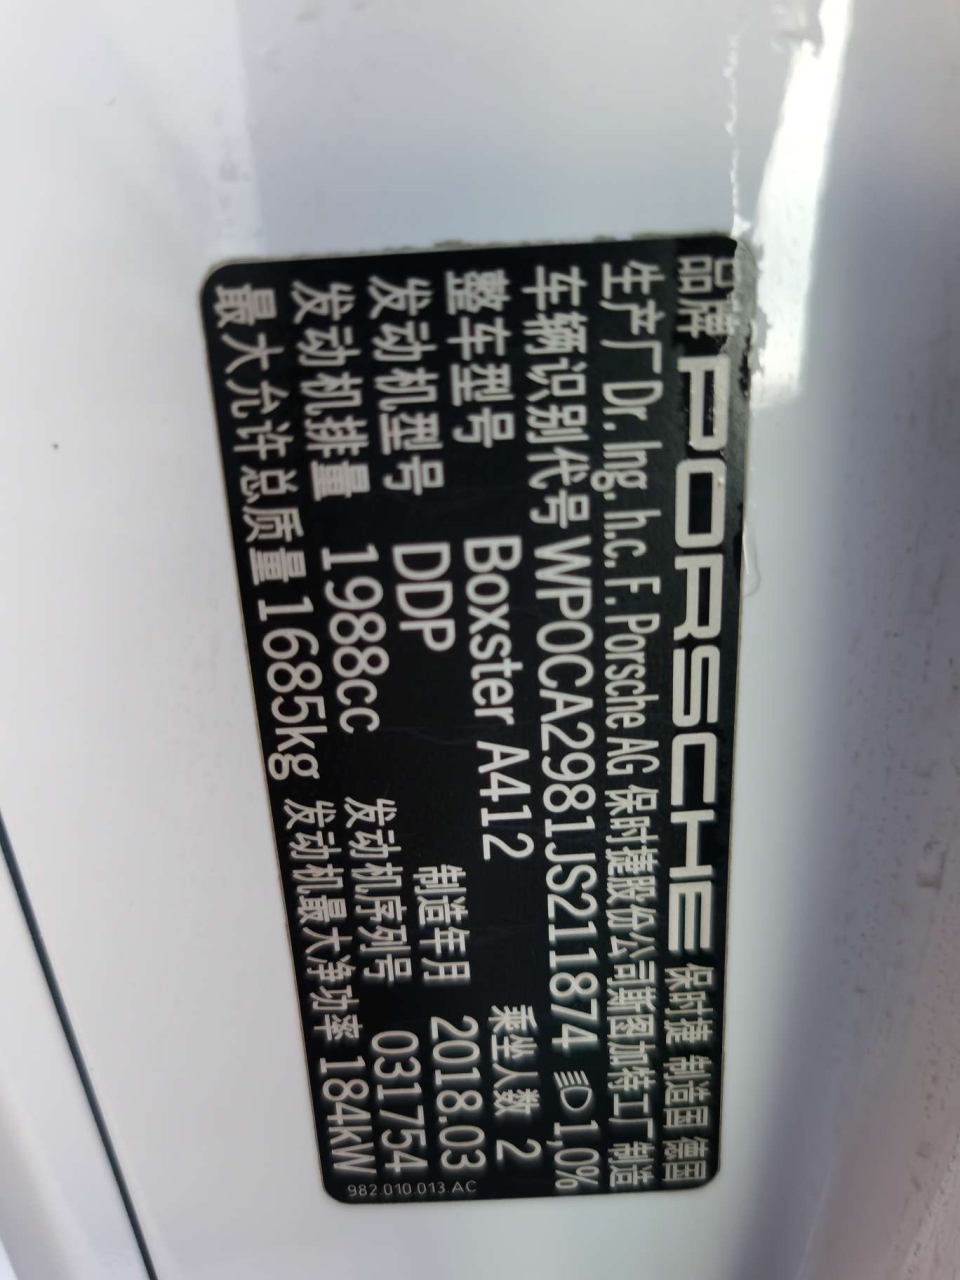 品牌 PORSCHE 保时捷 制造国 德国
生产厂 Dr. Ing. h.c. F. Porsche AG 保时捷股份公司斯图加特工厂 制造
车辆识别代号 WP0CA2981JS211874 1,0%
整车型号 Boxster A412 乘坐人数 2
发动机型号 DDP 制造年月 2018.03
发动机排量 1988cc 发动机序列号 031754
最大允许总质量 1685kg 发动机最大净功率 184kW
982.010.013.AC